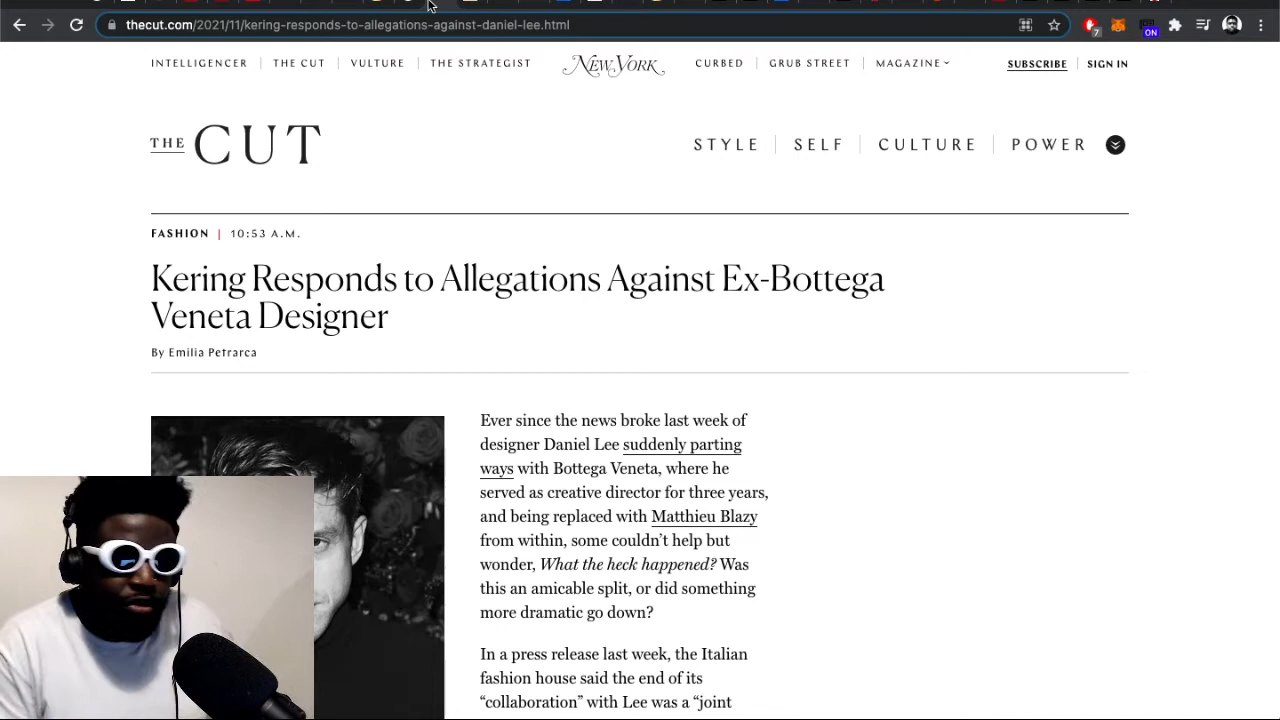 thecut.com/2021/11/kering-responds-to-allegations-against-daniel-lee.html
7
ON
INTELLIGENCER
THE CUT
VULTURE
THE STRATEGIST
NEW YORK
CURBED
GRUB STREET
MAGAZINE
SUBSCRIBE
SIGN IN
THE CUT
STYLE
SELF
CULTURE
POWER
FASHION | 10:53 A.M.
Kering Responds to Allegations Against Ex-Bottega
Veneta Designer
By Emilia Petrarca
Ever since the news broke last week of
designer Daniel Lee suddenly parting
ways with Bottega Veneta, where he
served as creative director for three years,
and being replaced with Matthieu Blazy
from within, some couldn’t help but
wonder, What the heck happened? Was
this an amicable split, or did something
more dramatic go down?
In a press release last week, the Italian
fashion house said the end of its
“collaboration” with Lee was a “joint